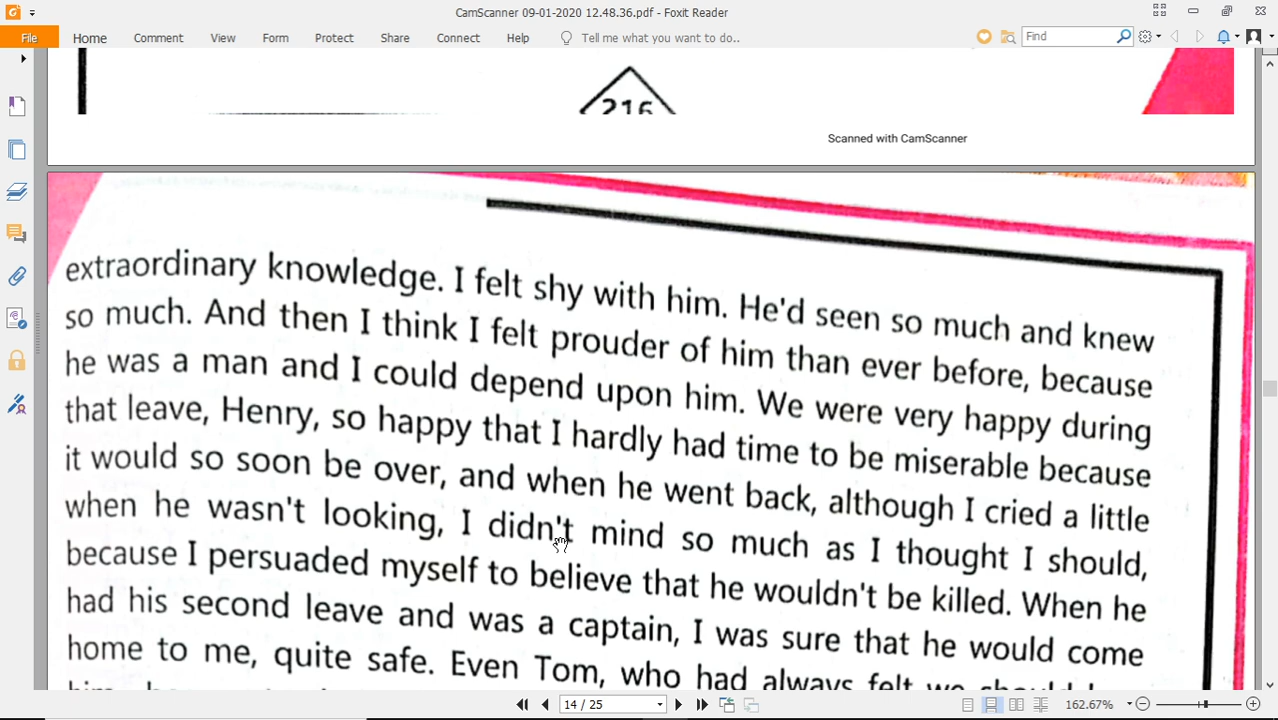 CamScanner 09-01-2020 12.48.36.pdf - Foxit Reader
File Home Comment View Form Protect Share Connect Help Tell me what you want to do.. Find
216
Scanned with CamScanner
extraordinary knowledge. I felt shy with him. He'd seen so much and knew
so much. And then I think I felt prouder of him than ever before, because
he was a man and I could depend upon him. We were very happy during
that leave, Henry, so happy that I hardly had time to be miserable because
it would so soon be over, and when he went back, although I cried a little
when he wasn't looking, I didn't mind so much as I thought I should,
because I persuaded myself to believe that he wouldn't be killed. When he
had his second leave and was a captain, I was sure that he would come
home to me, quite safe. Even Tom, who had always felt we should
14 / 25
162.67%